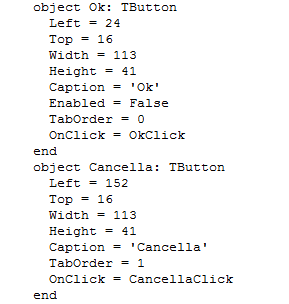 object Ok: TButton
  Left = 24
  Top = 16
  Width = 113
  Height = 41
  Caption = 'Ok'
  Enabled = False
  TabOrder = 0
  OnClick = OkClick
end
object Cancella: TButton
  Left = 152
  Top = 16
  Width = 113
  Height = 41
  Caption = 'Cancella'
  TabOrder = 1
  OnClick = CancellaClick
end